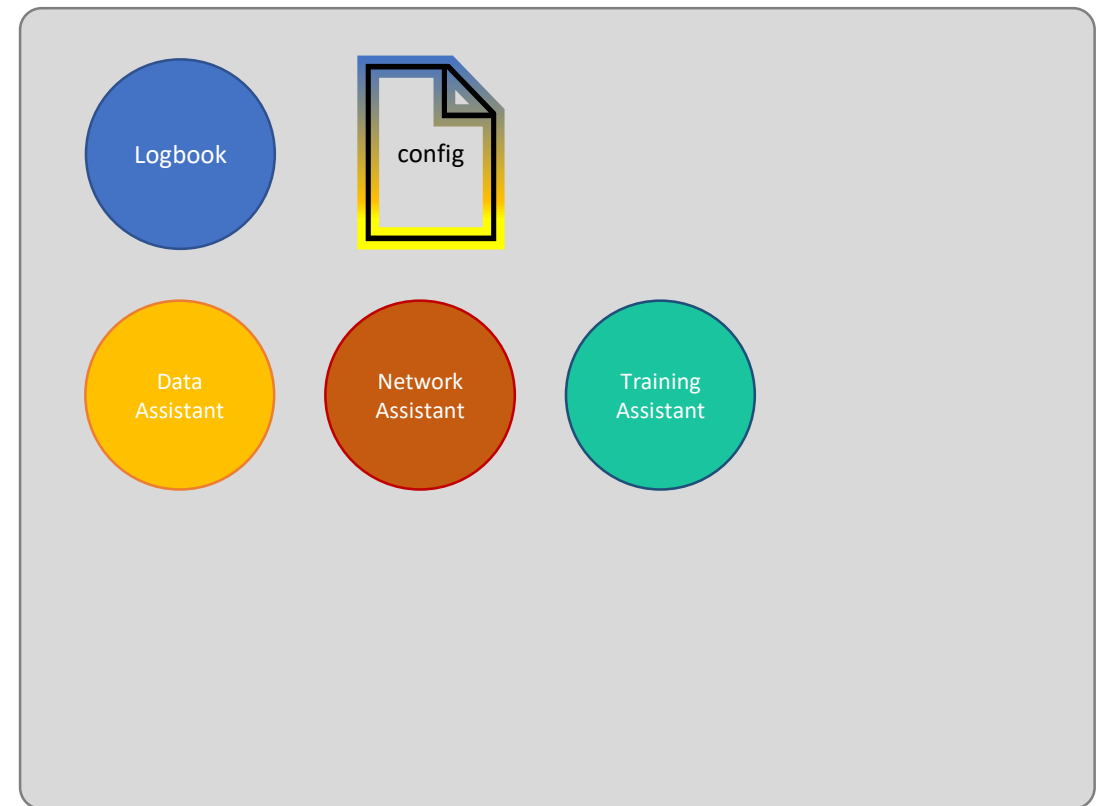 Logbook
config
Data
Assistant
Network
Assistant
Training
Assistant